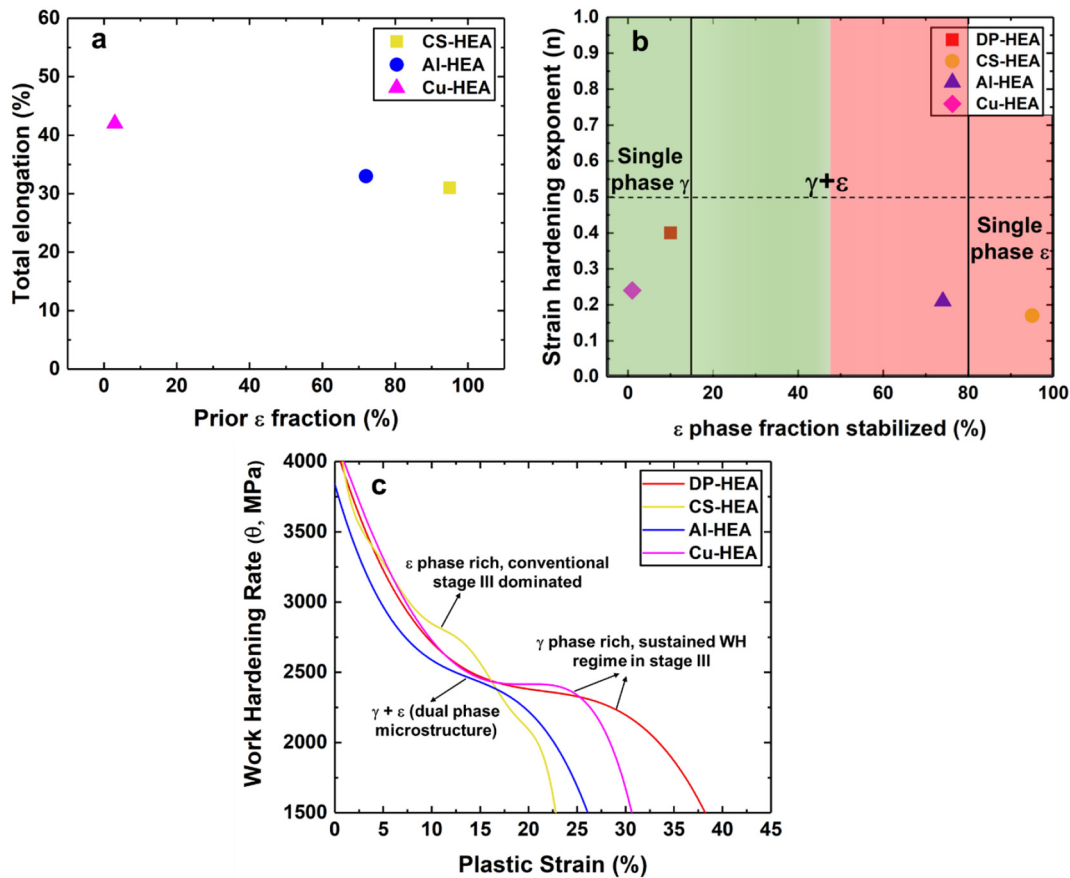 a
CS-HEA
Al-HEA
Cu-HEA
60
50
40
30
20
10
0
0 20 40 60 80 100
Total elongation (%)
Prior ε fraction (%)
b
DP-HEA
CS-HEA
Al-HEA
Cu-HEA
1.0
0.9
0.8
0.7
0.6
0.5
0.4
0.3
0.2
0.1
0.0
Single
phase γ
γ+ε
Single
phase ε
0 20 40 60 80 100
Strain hardening exponent (n)
ε phase fraction stabilized (%)
c
DP-HEA
CS-HEA
Al-HEA
Cu-HEA
4000
3500
3000
2500
2000
1500
ε phase rich, conventional
stage III dominated
γ phase rich, sustained WH
regime in stage III
γ + ε (dual phase
microstructure)
0 5 10 15 20 25 30 35 40 45
Work Hardening Rate (θ, MPa)
Plastic Strain (%)